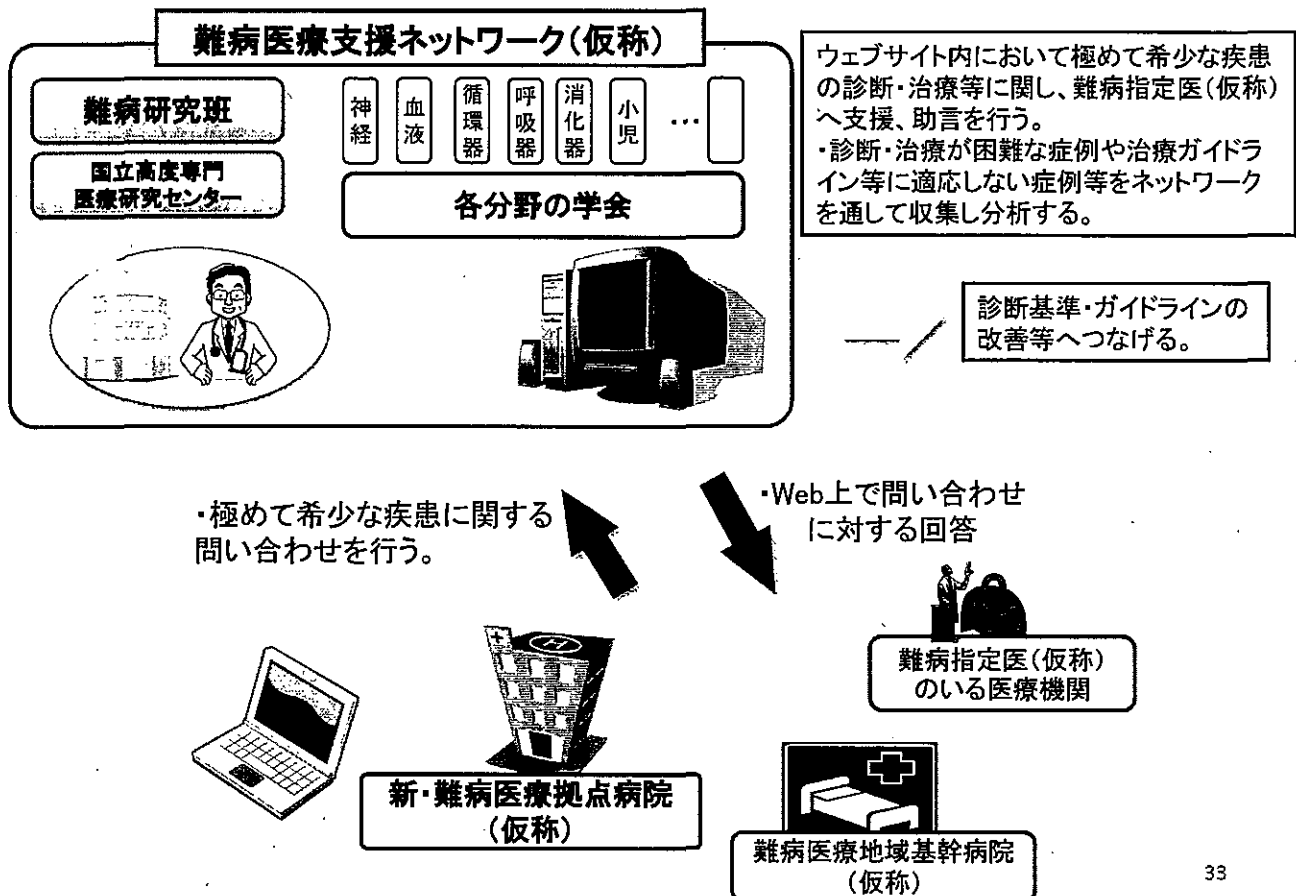 難病医療支援ネットワーク(仮称)
難病研究班
国立高度専門
医療研究センター
神経
血液
循環器
呼吸器
消化器
小児
…
各分野の学会
ウェブサイト内において極めて希少な疾患
の診断・治療等に関し、難病指定医(仮称)
へ支援、助言を行う。
・診断・治療が困難な症例や治療ガイドラ
イン等に適応しない症例等をネットワーク
を通して収集し分析する。
診断基準・ガイドラインの
改善等へつなげる。
・極めて希少な疾患に関する
問い合わせを行う。
・Web上で問い合わせ
に対する回答
難病指定医(仮称)
のいる医療機関
H
新・難病医療拠点病院
(仮称)
難病医療地域基幹病院
(仮称)
33